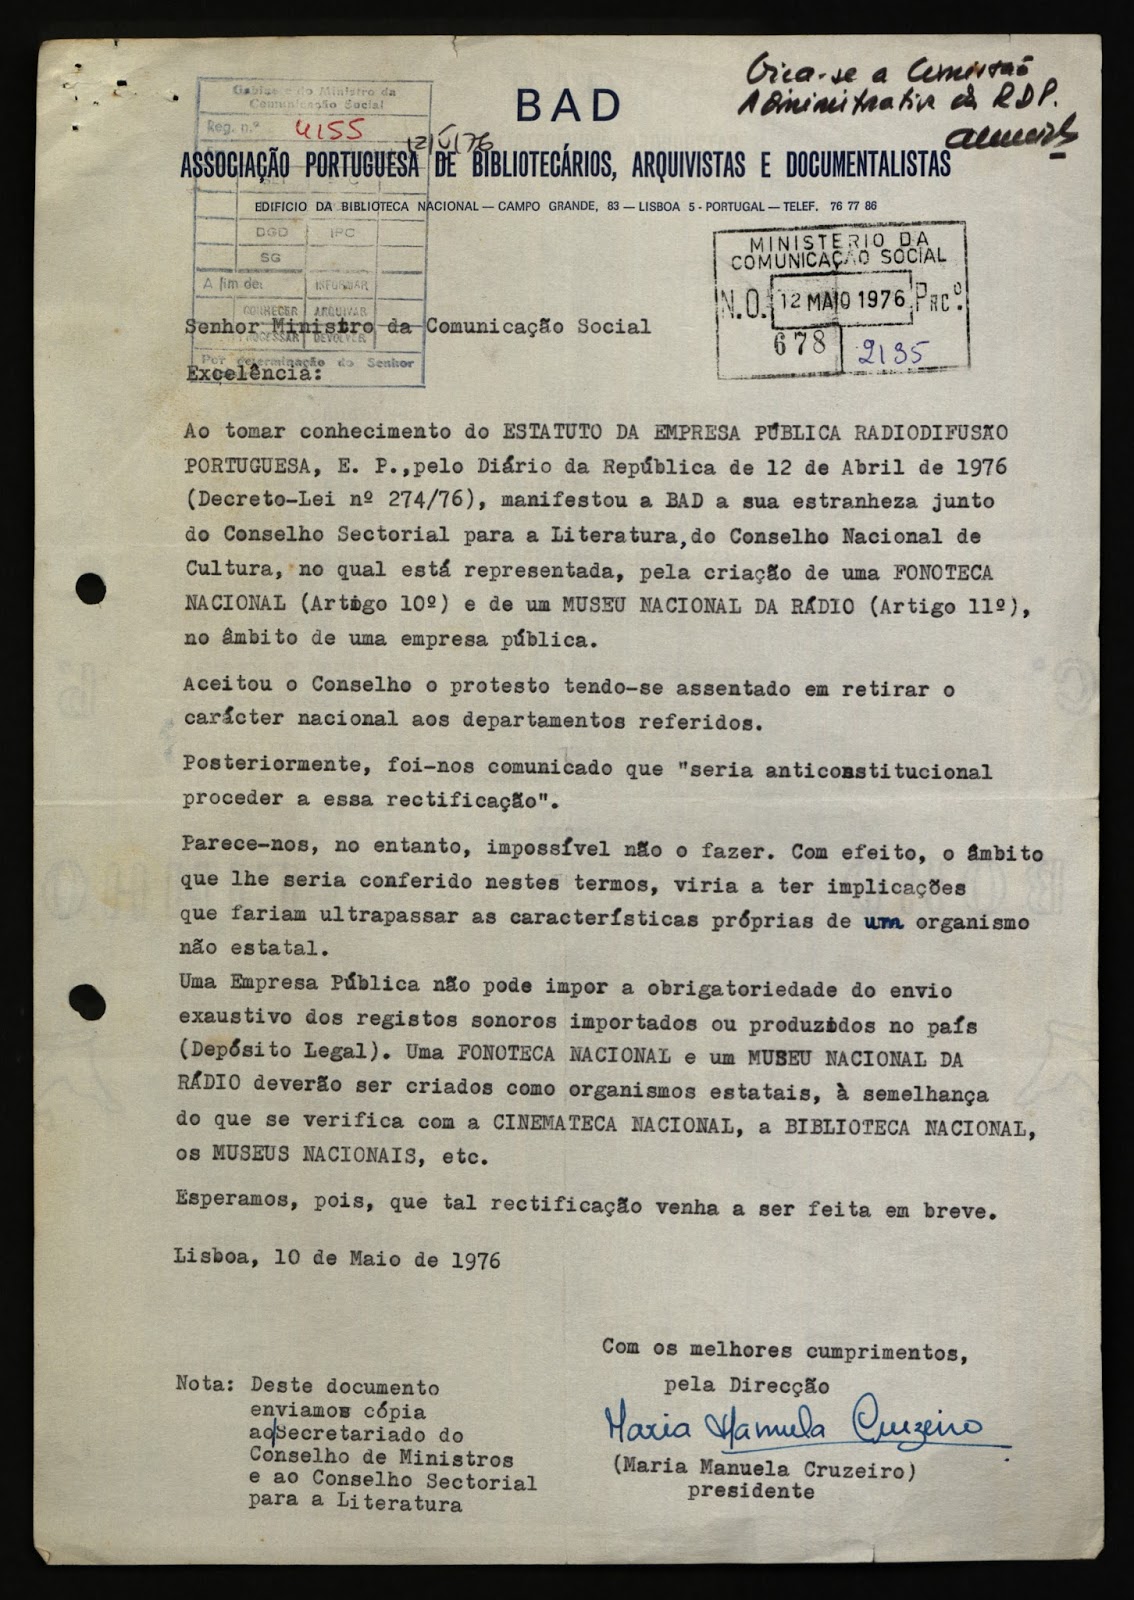 Oiça-se a Comissão
Administrativa da RDP.
Gabinete do Ministro da
Comunicação Social
Reg. n.º 4155
12/V/76
BAD
ASSOCIAÇÃO PORTUGUESA DE BIBLIOTECÁRIOS, ARQUIVISTAS E DOCUMENTALISTAS
EDIFICIO DA BIBLIOTECA NACIONAL — CAMPO GRANDE, 83 — LISBOA 5 - PORTUGAL — TELEF. 76 77 86
DGD IPC
SG
A fim de: INFORMAR
CONHECER ARQUIVAR
PROCESSAR DEVOLVER
Por determinação do Senhor
MINISTÉRIO DA
COMUNICAÇÃO SOCIAL
N.O. 12 MAIO 1976 PRC.º
678 2135
Senhor Ministro da Comunicação Social
Excelência:
Ao tomar conhecimento do ESTATUTO DA EMPRESA PÚBLICA RADIODIFUSÃO
PORTUGUESA, E. P.,pelo Diário da República de 12 de Abril de 1976
(Decreto-Lei nº 274/76), manifestou a BAD a sua estranheza junto
do Conselho Sectorial para a Literatura,do Conselho Nacional de
Cultura, no qual está representada, pela criação de uma FONOTECA
NACIONAL (Artigo 10º) e de um MUSEU NACIONAL DA RÁDIO (Artigo 11º),
no âmbito de uma empresa pública.
Aceitou o Conselho o protesto tendo-se assentado em retirar o
carácter nacional aos departamentos referidos.
Posteriormente, foi-nos comunicado que "seria anticonstitucional
proceder a essa rectificação".
Parece-nos, no entanto, impossível não o fazer. Com efeito, o âmbito
que lhe seria conferido nestes termos, viria a ter implicações
que fariam ultrapassar as características próprias de um organismo
não estatal.
Uma Empresa Pública não pode impor a obrigatoriedade do envio
exaustivo dos registos sonoros importados ou produzidos no país
(Depósito Legal). Uma FONOTECA NACIONAL e um MUSEU NACIONAL DA
RÁDIO deverão ser criados como organismos estatais, à semelhança
do que se verifica com a CINEMATECA NACIONAL, a BIBLIOTECA NACIONAL,
os MUSEUS NACIONAIS, etc.
Esperamos, pois, que tal rectificação venha a ser feita em breve.
Lisboa, 10 de Maio de 1976
Com os melhores cumprimentos,
pela Direcção
Maria Manuela Cruzeiro
(Maria Manuela Cruzeiro)
presidente
Nota: Deste documento
enviamos cópia
ao/Secretariado do
Conselho de Ministros
e ao Conselho Sectorial
para a Literatura